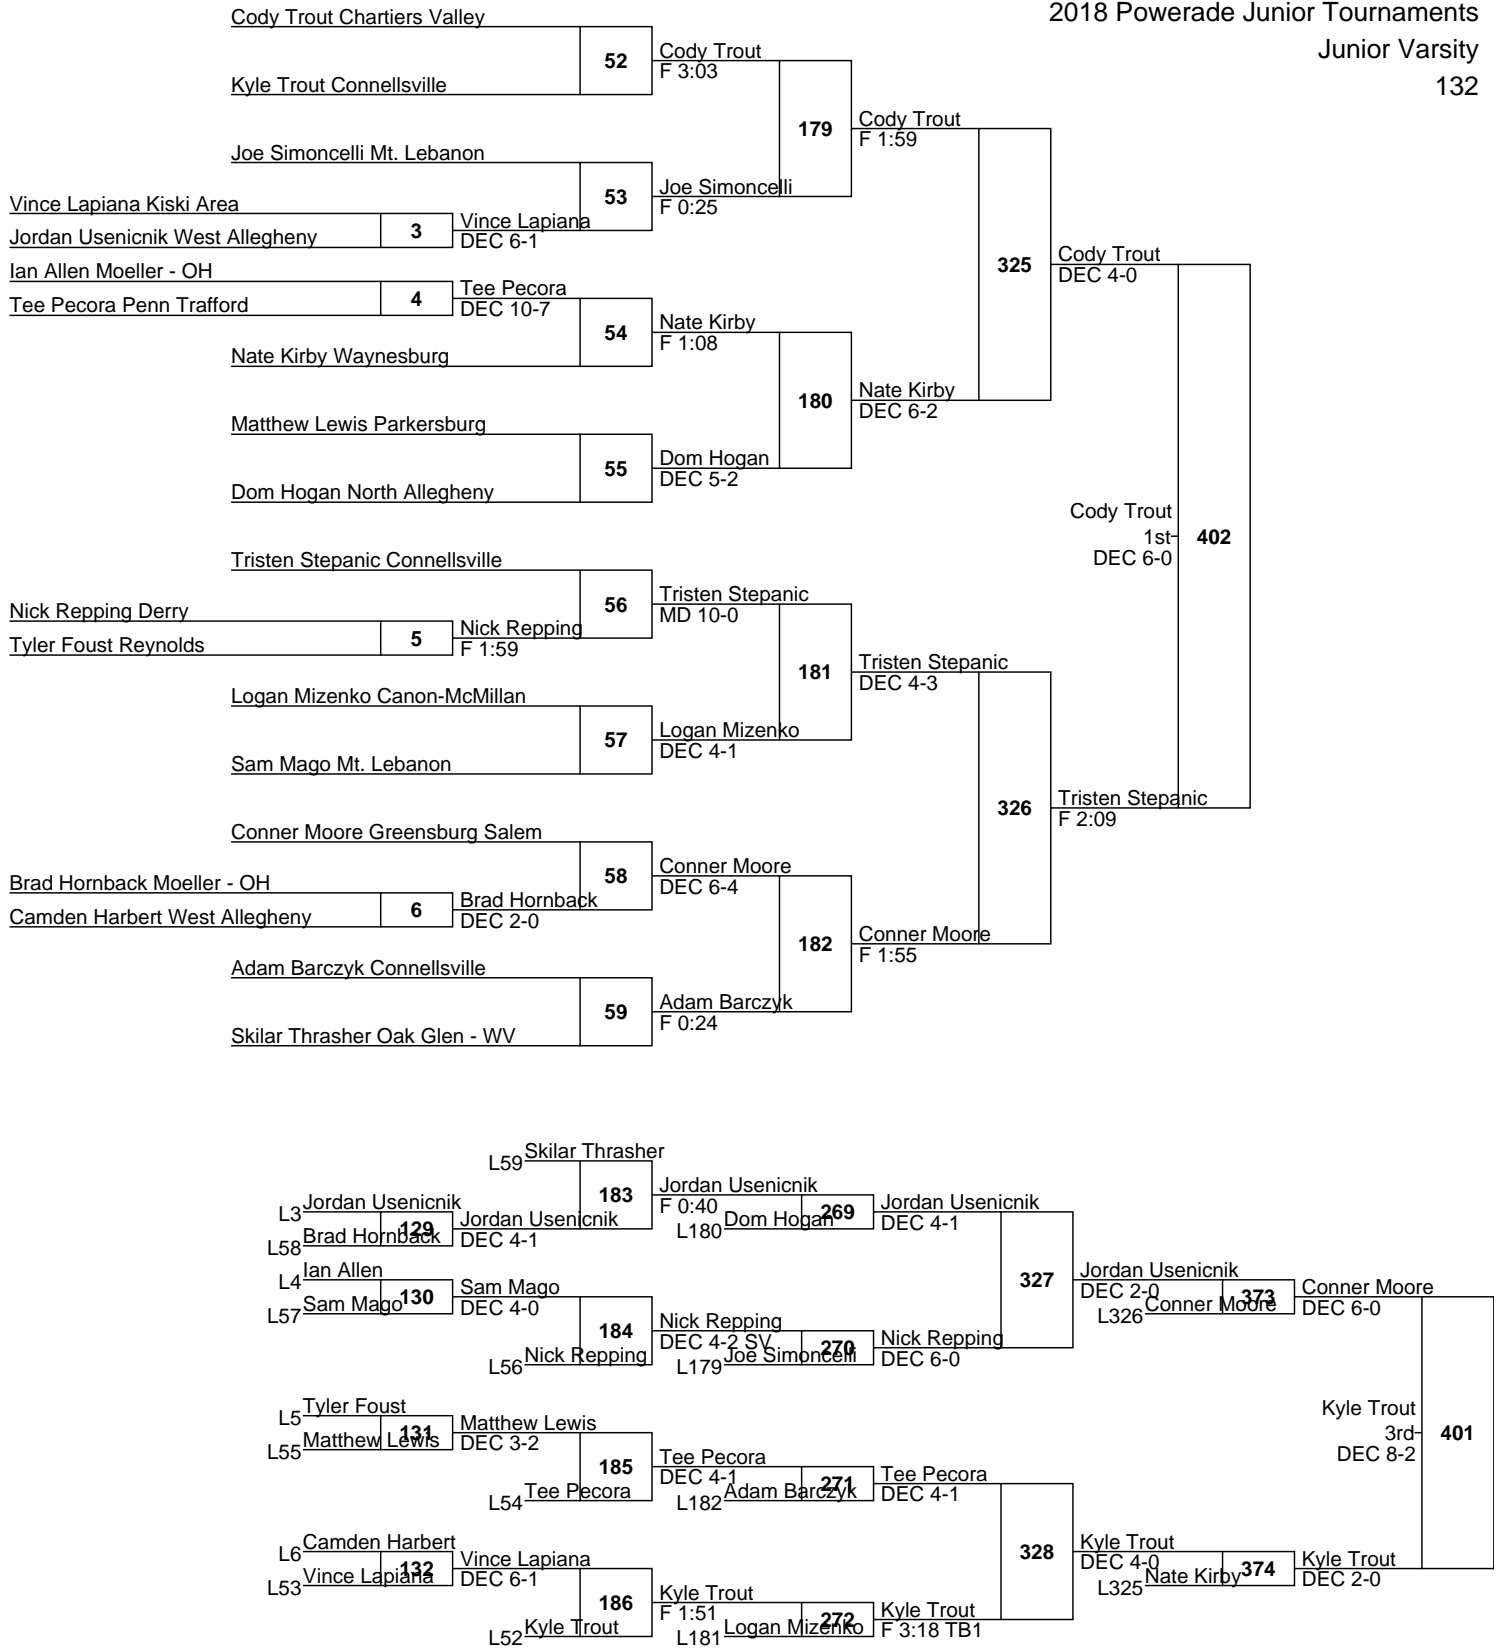 2018 Powerade Junior Tournaments
Junior Varsity
132
Cody Trout Chartiers Valley
52
Cody Trout
F 3:03
Kyle Trout Connellsville
179
Cody Trout
F 1:59
Joe Simoncelli Mt. Lebanon
53
Joe Simoncelli
F 0:25
Vince Lapiana Kiski Area
3
Vince Lapiana
DEC 6-1
Jordan Usenicnik West Allegheny
325
Cody Trout
DEC 4-0
Ian Allen Moeller - OH
4
Tee Pecora
DEC 10-7
Tee Pecora Penn Trafford
54
Nate Kirby
F 1:08
Nate Kirby Waynesburg
180
Nate Kirby
DEC 6-2
Matthew Lewis Parkersburg
55
Dom Hogan
DEC 5-2
Dom Hogan North Allegheny
Cody Trout
1st
DEC 6-0
402
Tristen Stepanic Connellsville
56
Tristen Stepanic
MD 10-0
Nick Repping Derry
5
Nick Repping
F 1:59
Tyler Foust Reynolds
181
Tristen Stepanic
DEC 4-3
Logan Mizenko Canon-McMillan
57
Logan Mizenko
DEC 4-1
Sam Mago Mt. Lebanon
326
Tristen Stepanic
F 2:09
Conner Moore Greensburg Salem
58
Conner Moore
DEC 6-4
Brad Hornback Moeller - OH
6
Brad Hornback
DEC 2-0
Camden Harbert West Allegheny
182
Conner Moore
F 1:55
Adam Barczyk Connellsville
59
Adam Barczyk
F 0:24
Skilar Thrasher Oak Glen - WV
L59 Skilar Thrasher
183
Jordan Usenicnik
F 0:40
L3 Jordan Usenicnik
129
Jordan Usenicnik
DEC 4-1
L58 Brad Hornback
L180 Dom Hogan
269
Jordan Usenicnik
DEC 4-1
L4 Ian Allen
130
Sam Mago
DEC 4-0
L57 Sam Mago
327
Jordan Usenicnik
DEC 2-0
L326 Conner Moore
373
Conner Moore
DEC 6-0
184
Nick Repping
DEC 4-2 SV
L56 Nick Repping
L179 Joe Simoncelli
270
Nick Repping
DEC 6-0
L5 Tyler Foust
131
Matthew Lewis
DEC 3-2
L55 Matthew Lewis
Kyle Trout
3rd
DEC 8-2
401
185
Tee Pecora
DEC 4-1
L54 Tee Pecora
L182 Adam Barczyk
271
Tee Pecora
DEC 4-1
L6 Camden Harbert
132
Vince Lapiana
DEC 6-1
L53 Vince Lapiana
328
Kyle Trout
DEC 4-0
L325 Nate Kirby
374
Kyle Trout
DEC 2-0
186
Kyle Trout
F 1:51
L52 Kyle Trout
L181 Logan Mizenko
272
Kyle Trout
F 3:18 TB1